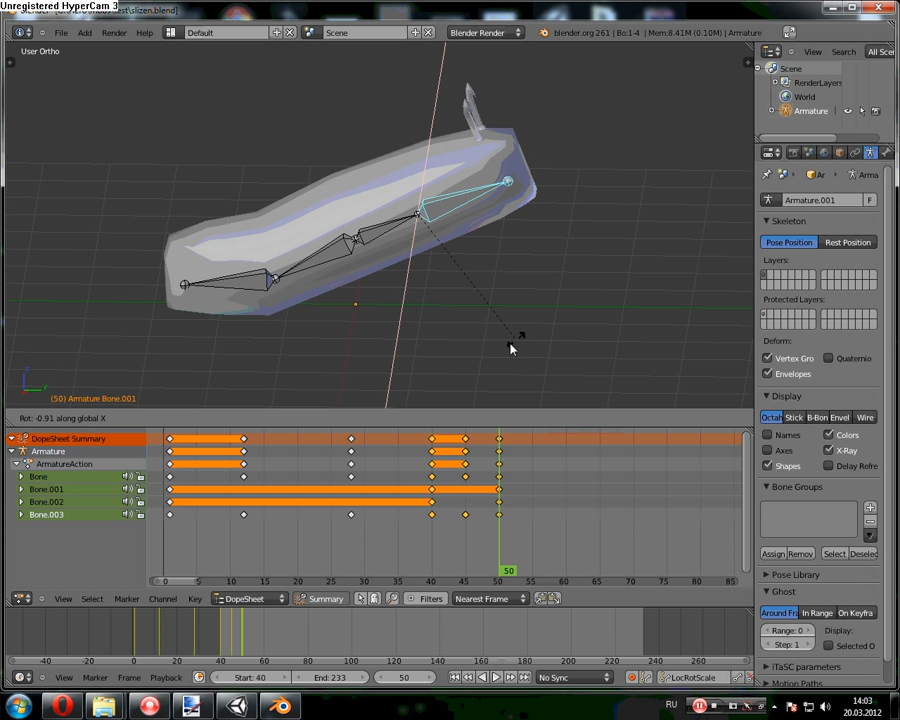 Unregistered HyperCam 3
slizen.blend]
File Add Render Help Default Scene Blender Render blender.org 261 | Bo:1-4 | Mem:8.41M (0.10M) | Armature
User Ortho
View Search All Scen
Scene
RenderLayers
World
Armature
Ar Arma
Armature.001 F
Skeleton
Pose Position Rest Position
Layers:
Protected Layers:
Deform:
Vertex Gro Quaternio
Envelopes
Display
Octah Stick B-Bon Envel Wire
Names Colors
Axes X-Ray
Shapes Delay Refre
Bone Groups
Assign Remov Select Deselec
Pose Library
Ghost
Around Fra In Range On Keyfra
Range: 0 Display:
Step: 1 Selected O
iTaSC parameters
Motion Paths
(50) Armature Bone.001
Rot: -0.91 along global X
DopeSheet Summary
Armature
ArmatureAction
Bone
Bone.001
Bone.002
Bone.003
50
0 5 10 15 20 25 30 35 40 45 50 55 60 65 70 75 80 85
View Select Marker Channel Key DopeSheet Summary Filters Nearest Frame
-40 -20 0 20 40 60 80 100 120 140 160 180 200 220 240 260
View Marker Frame Playback Start: 40 End: 233 50 No Sync LocRotScale
RU 14:03
20.03.2012